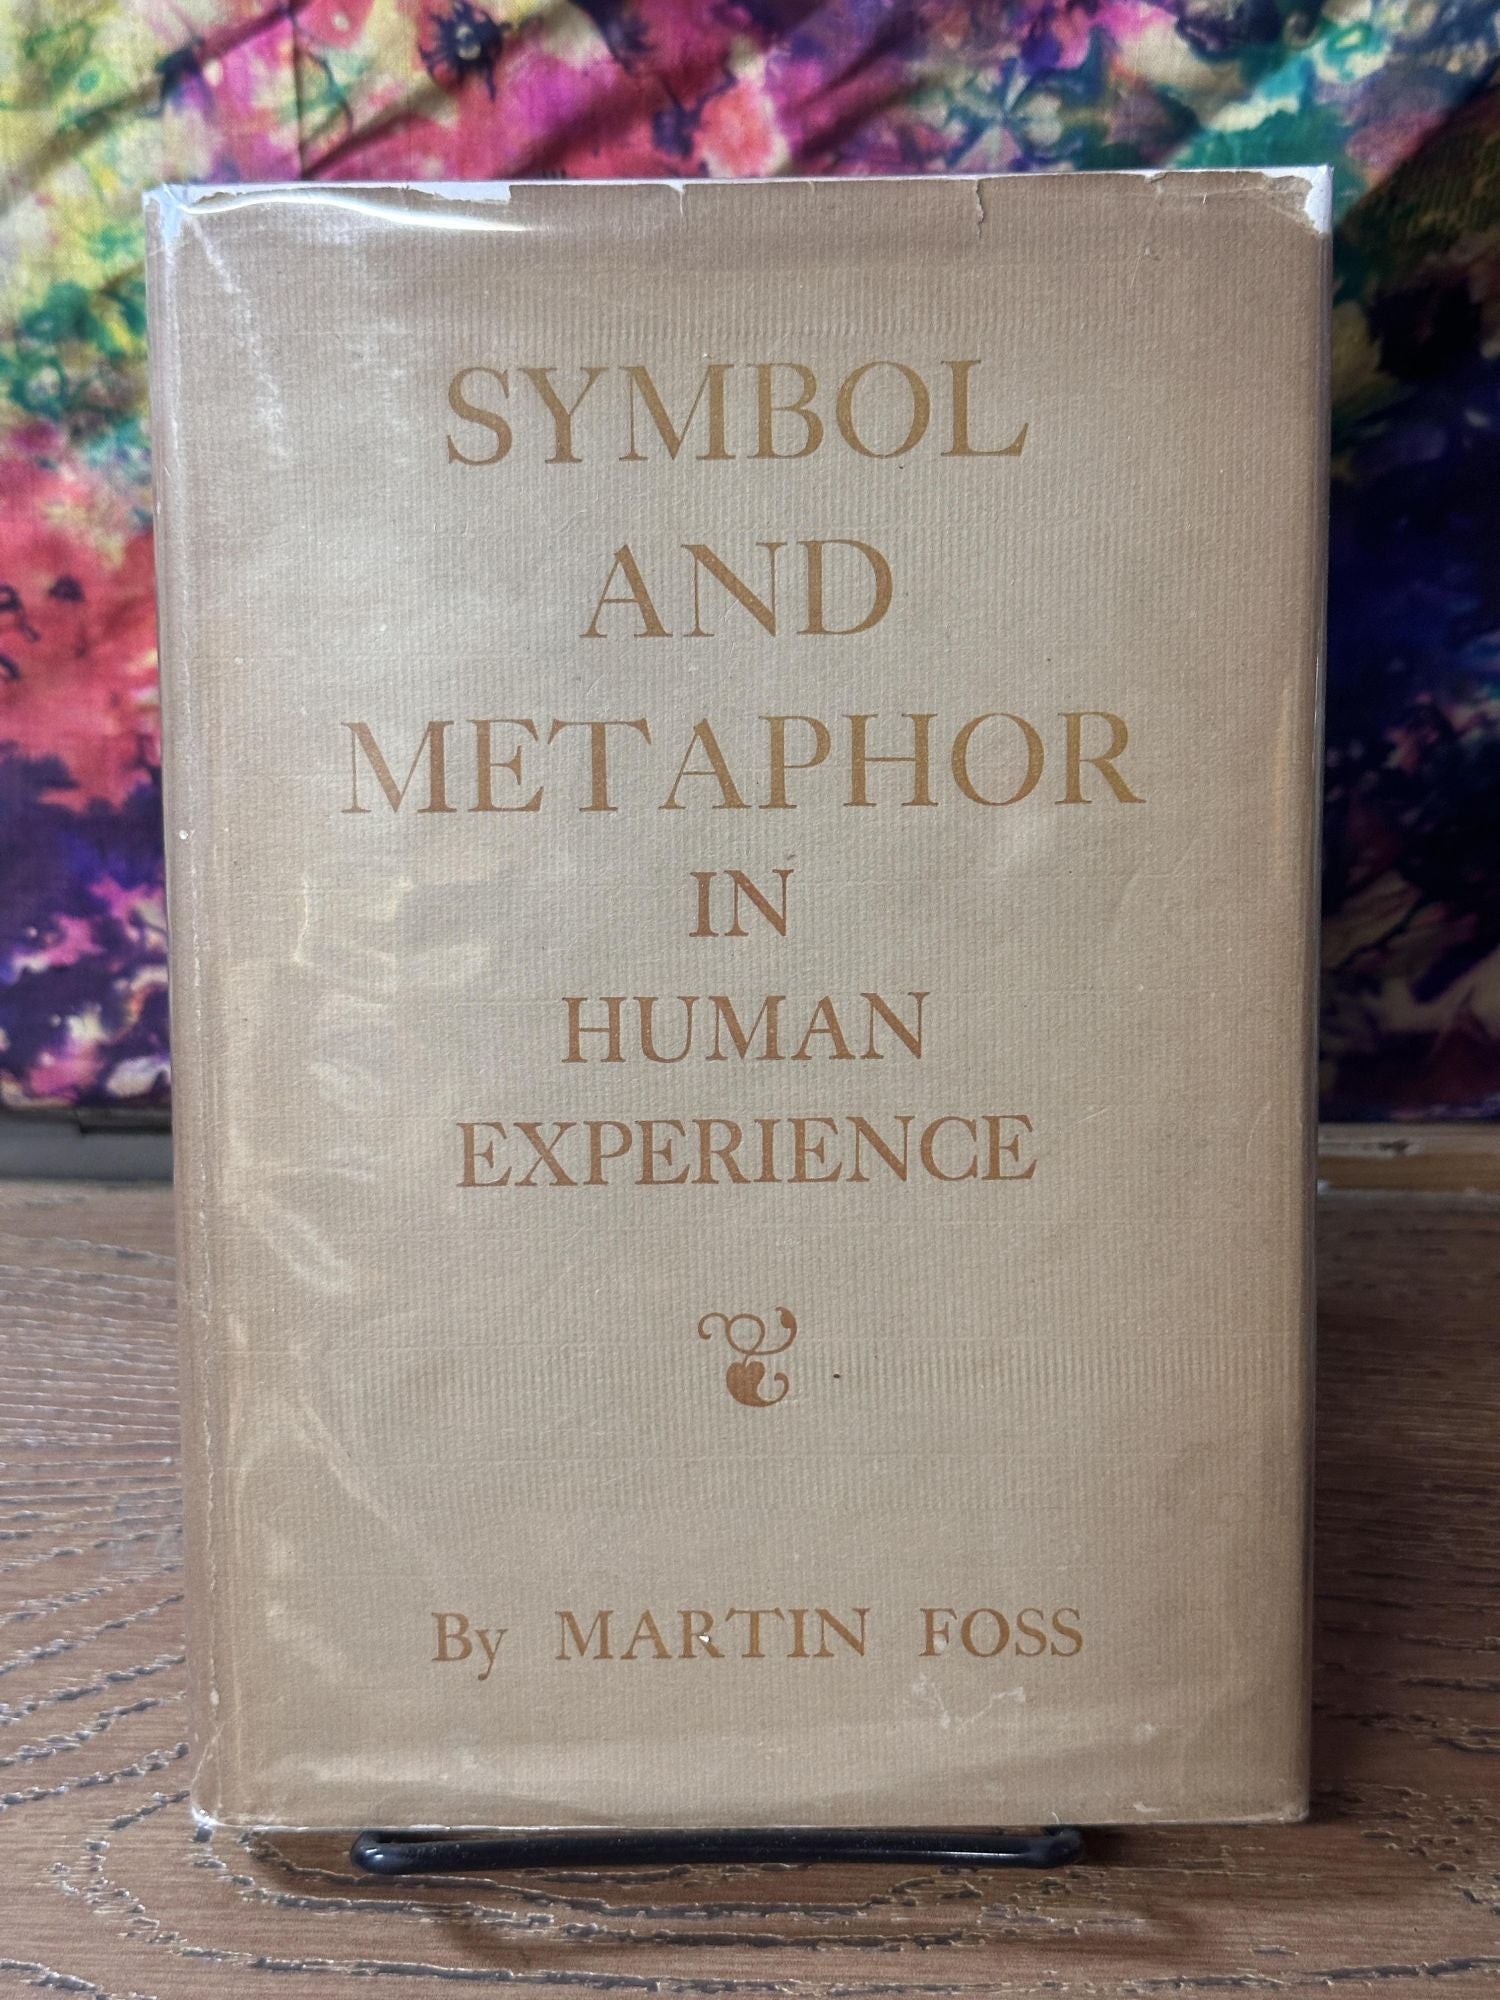 SYMBOL
AND
METAPHOR
IN
HUMAN
EXPERIENCE
By MARTIN FOSS